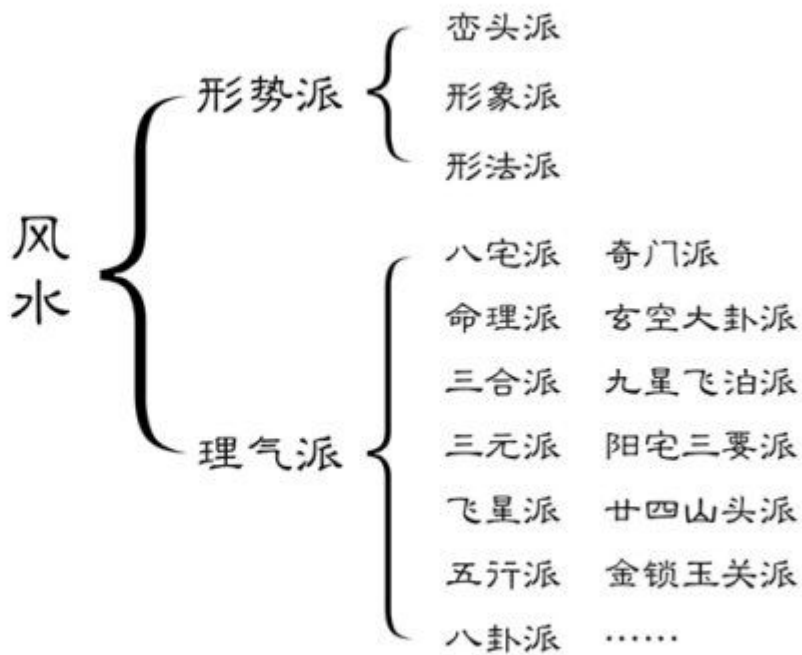 风水
形势派
峦头派
形象派
形法派
理气派
八宅派 奇门派
命理派 玄空大卦派
三合派 九星飞泊派
三元派 阳宅三要派
飞星派 廿四山头派
五行派 金锁玉关派
八卦派 ……